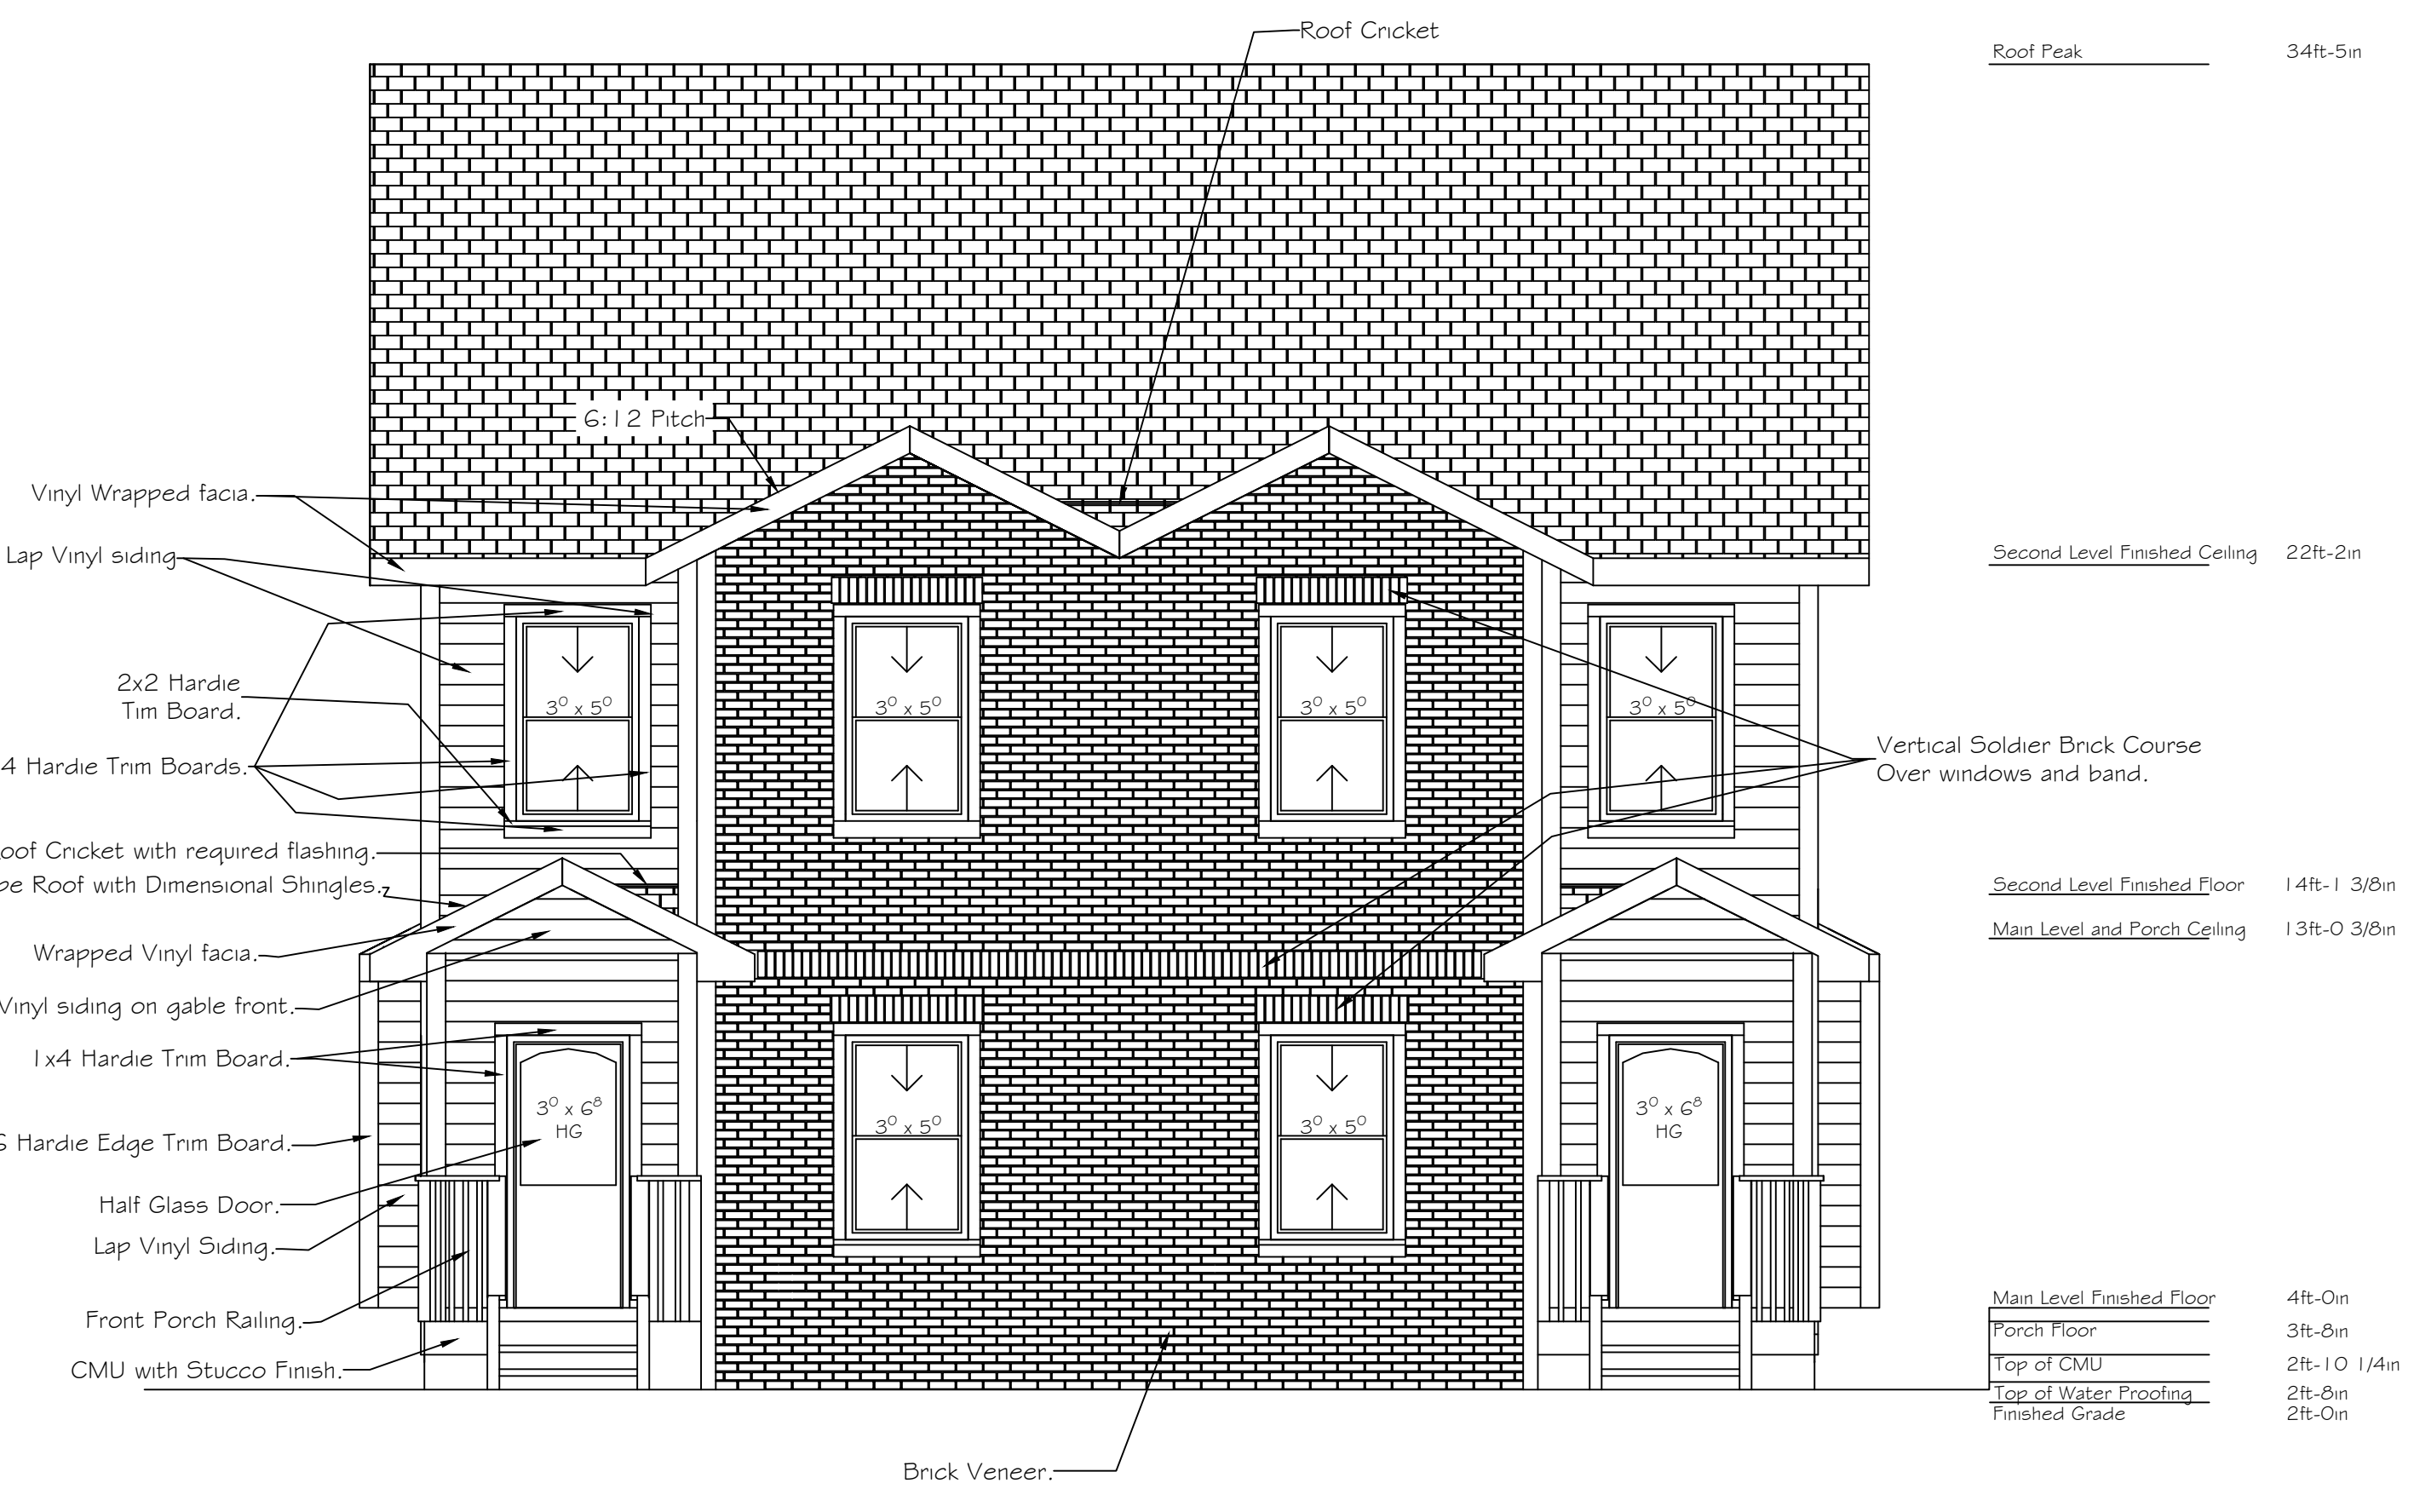 Roof Cricket
Roof Peak 34ft-5in
6:12 Pitch
Vinyl Wrapped facia.
Lap Vinyl siding
Second Level Finished Ceiling 22ft-2in
2x2 Hardie
Tim Board.
3⁰ x 5⁰
3⁰ x 5⁰
3⁰ x 5⁰
3⁰ x 5⁰
4 Hardie Trim Boards.
Vertical Soldier Brick Course
Over windows and band.
Cricket with required flashing.
Roof with Dimensional Shingles.
Second Level Finished Floor 14ft-1 3/8in
Main Level and Porch Ceiling 13ft-0 3/8in
Wrapped Vinyl facia.
Vinyl siding on gable front.
1x4 Hardie Trim Board.
3⁰ x 6⁸
HG
3⁰ x 5⁰
3⁰ x 5⁰
3⁰ x 6⁸
HG
Hardie Edge Trim Board.
Half Glass Door.
Lap Vinyl Siding.
Front Porch Railing.
CMU with Stucco Finish.
Main Level Finished Floor 4ft-0in
Porch Floor 3ft-8in
Top of CMU 2ft-10 1/4in
Top of Water Proofing 2ft-8in
Finished Grade 2ft-0in
Brick Veneer.